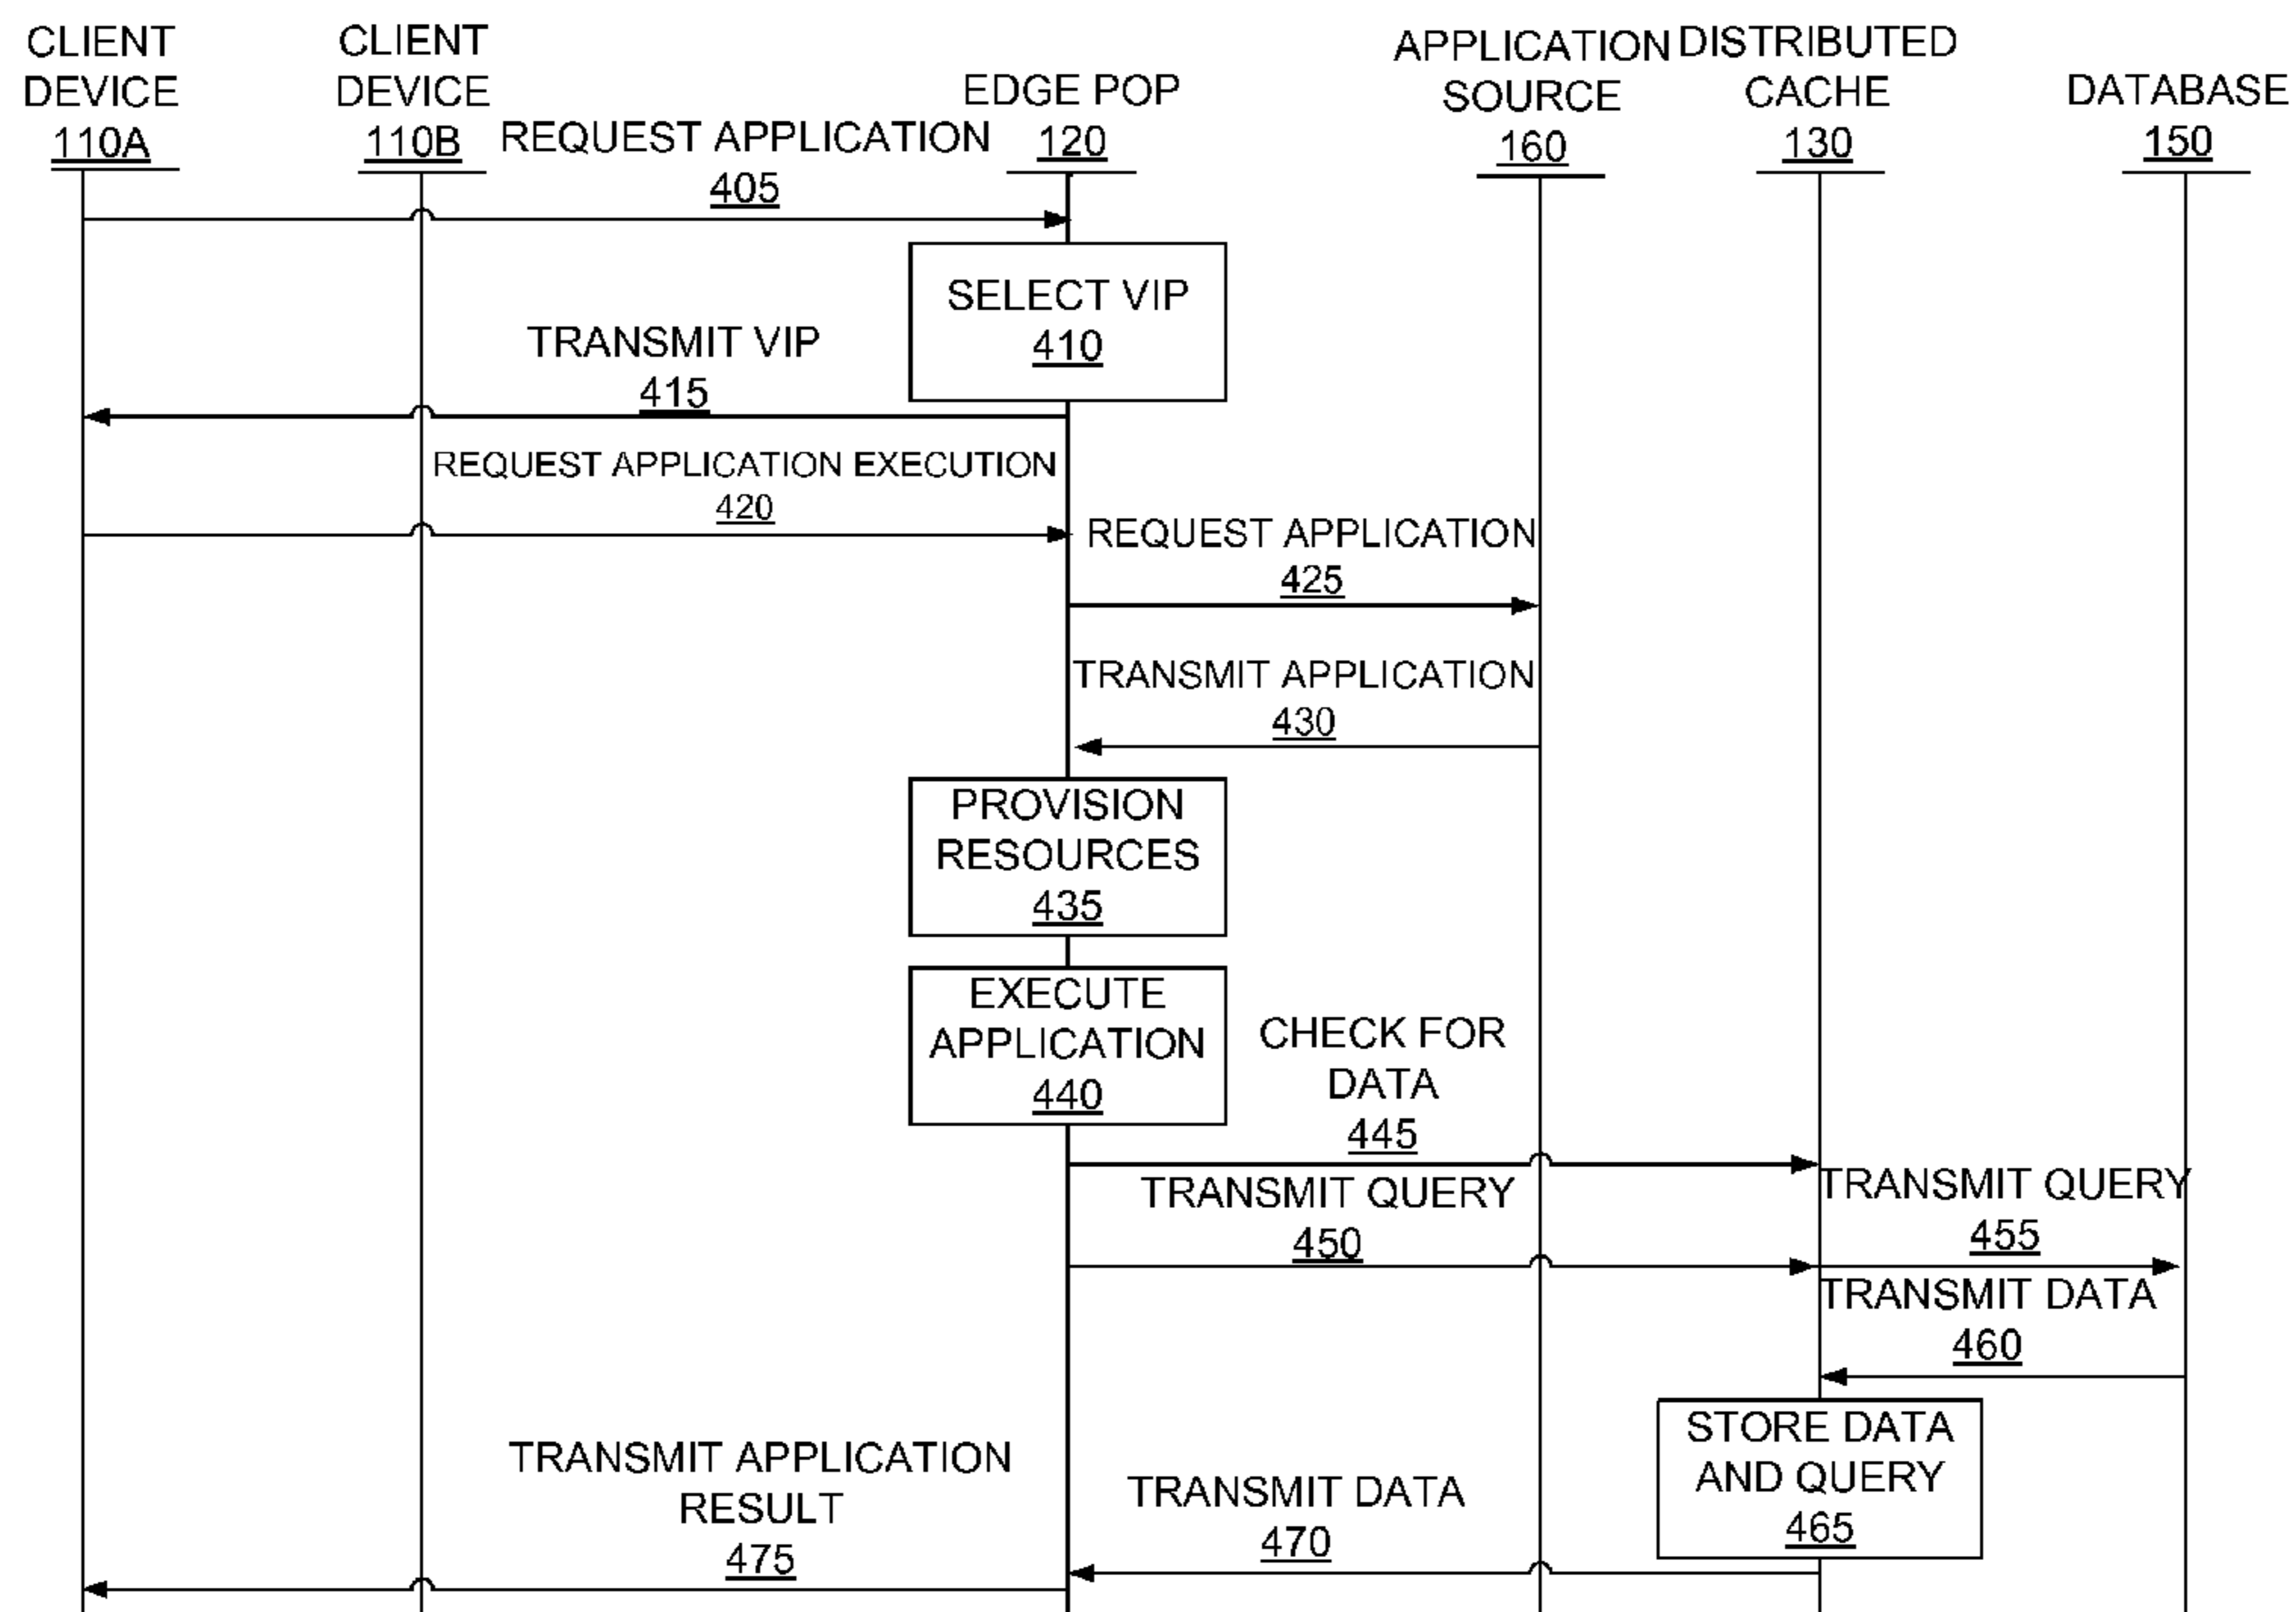 CLIENT
DEVICE
110A
CLIENT
DEVICE
110B
EDGE POP
120
APPLICATION
SOURCE
160
DISTRIBUTED
CACHE
130
DATABASE
150
REQUEST APPLICATION
405
SELECT VIP
410
TRANSMIT VIP
415
REQUEST APPLICATION EXECUTION
420
REQUEST APPLICATION
425
TRANSMIT APPLICATION
430
PROVISION
RESOURCES
435
EXECUTE
APPLICATION
440
CHECK FOR
DATA
445
TRANSMIT QUERY
450
TRANSMIT QUERY
455
TRANSMIT DATA
460
STORE DATA
AND QUERY
465
TRANSMIT DATA
470
TRANSMIT APPLICATION
RESULT
475